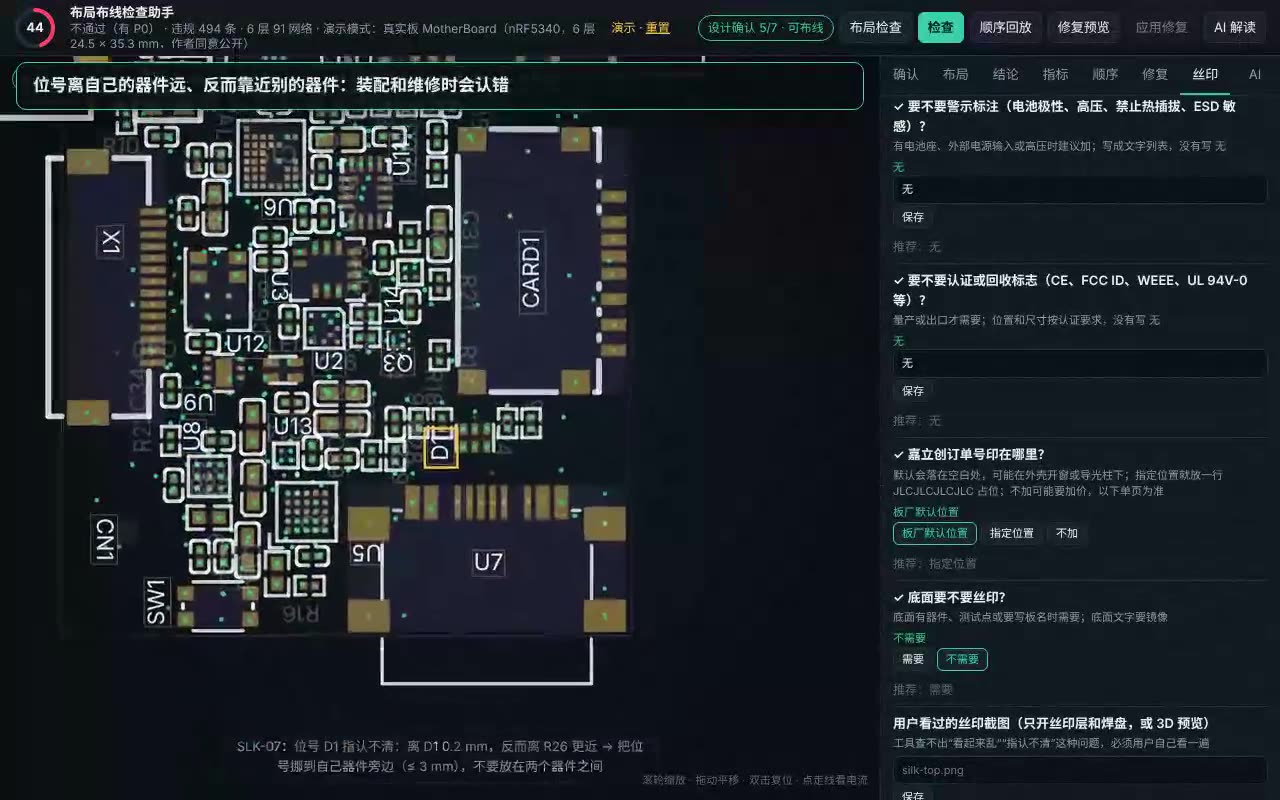 44
布局布线检查助手
不通过（有 P0）· 违规 494 条 · 6 层 91 网络 · 演示模式：真实板 MotherBoard（nRF5340，6 层
24.5 × 35.3 mm，作者同意公开）
演示 · 重置
设计确认 5/7 · 可布线
布局检查
检查
顺序回放
修复预览
应用修复
AI 解读
位号离自己的器件远、反而靠近别的器件：装配和维修时会认错
确认
布局
结论
指标
顺序
修复
丝印
AI
R10
U11
U6
X1
U3
CARD1
U14
U12
U2
Q3
U9
U8
U13
D1
CN1
U5
U7
SW1
R16
SLK-07：位号 D1 指认不清：离 D1 0.2 mm，反而离 R26 更近 → 把位
号挪到自己器件旁边（≤ 3 mm），不要放在两个器件之间
滚轮缩放 · 拖动平移 · 双击复位 · 点走线看电流
✓ 要不要警示标注（电池极性、高压、禁止热插拔、ESD 敏
感）?
有电池座、外部电源输入或高压时建议加；写成文字列表，没有写 无
无
无
保存
推荐：无
✓ 要不要认证或回收标志（CE、FCC ID、WEEE、UL 94V-0
等）?
量产或出口才需要；位置和尺寸按认证要求，没有写 无
无
无
保存
推荐：无
✓ 嘉立创订单号印在哪里?
默认会落在空白处，可能在外壳开窗或导光柱下；指定位置就放一行
JLCJLCJLCJLC 占位；不加可能要加价，以下单页为准
板厂默认位置
板厂默认位置
指定位置
不加
推荐：指定位置
✓ 底面要不要丝印?
底面有器件、测试点或要写板名时需要；底面文字要镜像
不需要
需要
不需要
推荐：需要
用户看过的丝印截图（只开丝印层和焊盘，或 3D 预览）
工具查不出“看起来乱”“指认不清”这种问题，必须用户自己看一遍
silk-top.png
保存